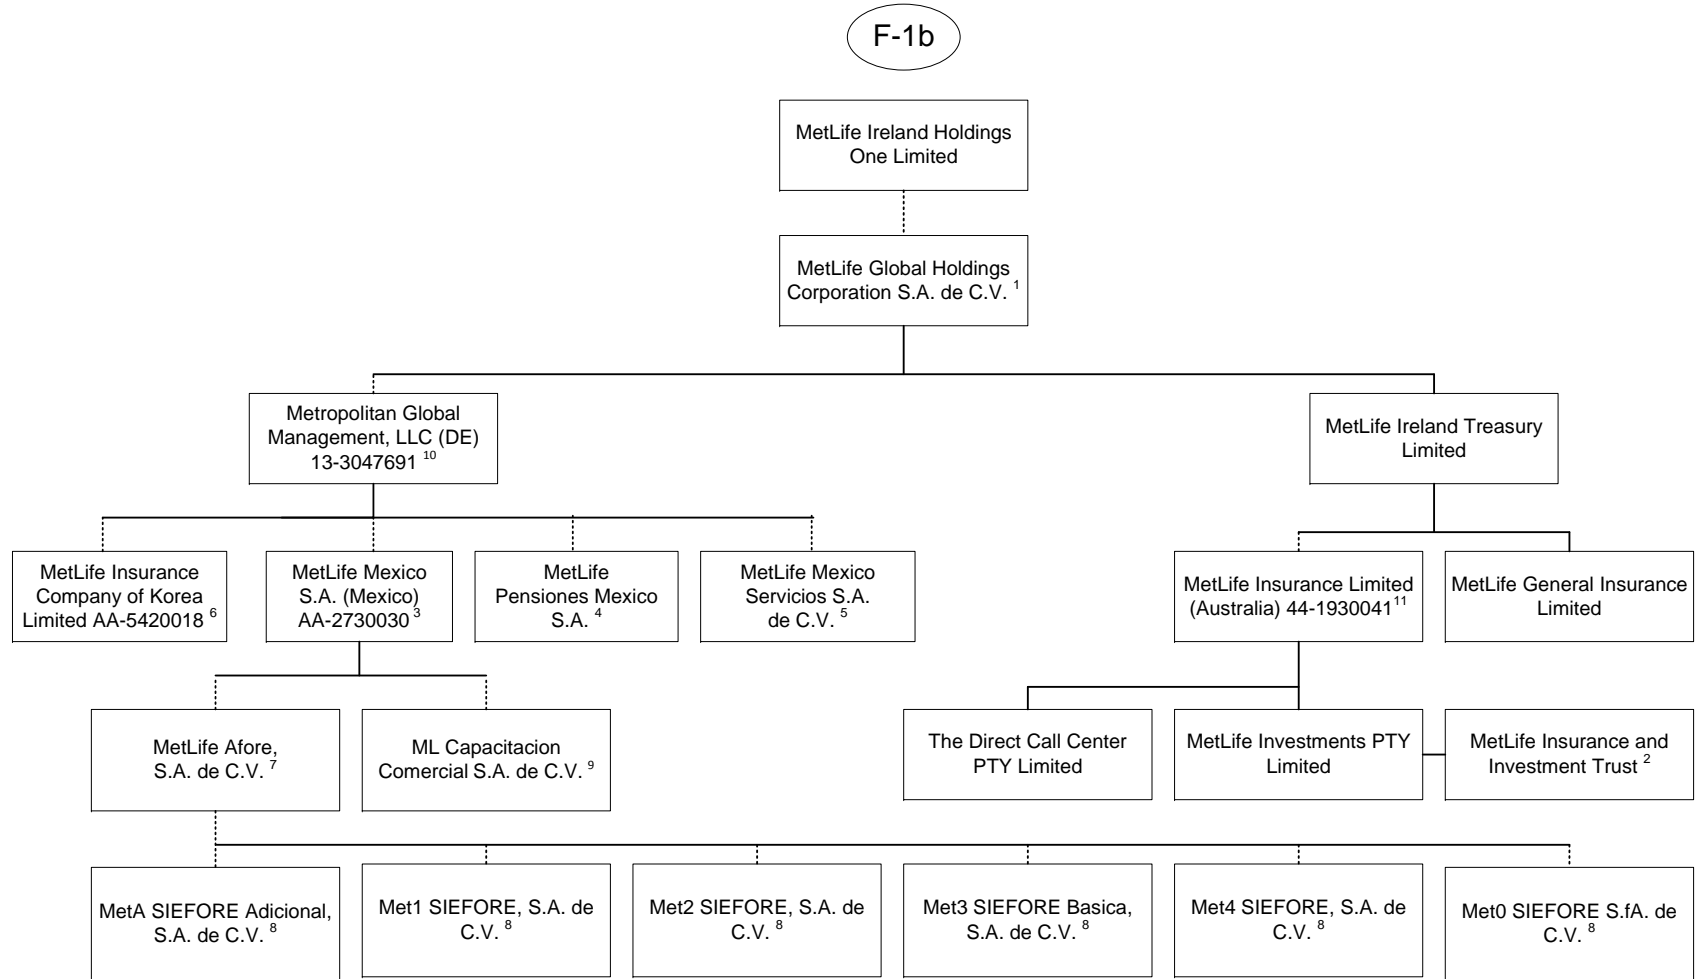 F-1b
MetLife Ireland Holdings
One Limited
MetLife Global Holdings
Corporation S.A. de C.V. 1
Metropolitan Global
Management, LLC (DE)
13-3047691 10
MetLife Ireland Treasury
Limited
MetLife Insurance
Company of Korea
Limited AA-5420018 6
MetLife Mexico
S.A. (Mexico)
AA-2730030 3
MetLife
Pensiones Mexico
S.A. 4
MetLife Mexico
Servicios S.A.
de C.V. 5
MetLife Insurance Limited
(Australia) 44-1930041 11
MetLife General Insurance
Limited
MetLife Afore,
S.A. de C.V. 7
ML Capacitacion
Comercial S.A. de C.V. 9
The Direct Call Center
PTY Limited
MetLife Investments PTY
Limited
MetLife Insurance and
Investment Trust 2
MetA SIEFORE Adicional,
S.A. de C.V. 8
Met1 SIEFORE, S.A. de
C.V. 8
Met2 SIEFORE, S.A. de
C.V. 8
Met3 SIEFORE Basica,
S.A. de C.V. 8
Met4 SIEFORE, S.A. de
C.V. 8
Met0 SIEFORE S.fA. de
C.V. 8